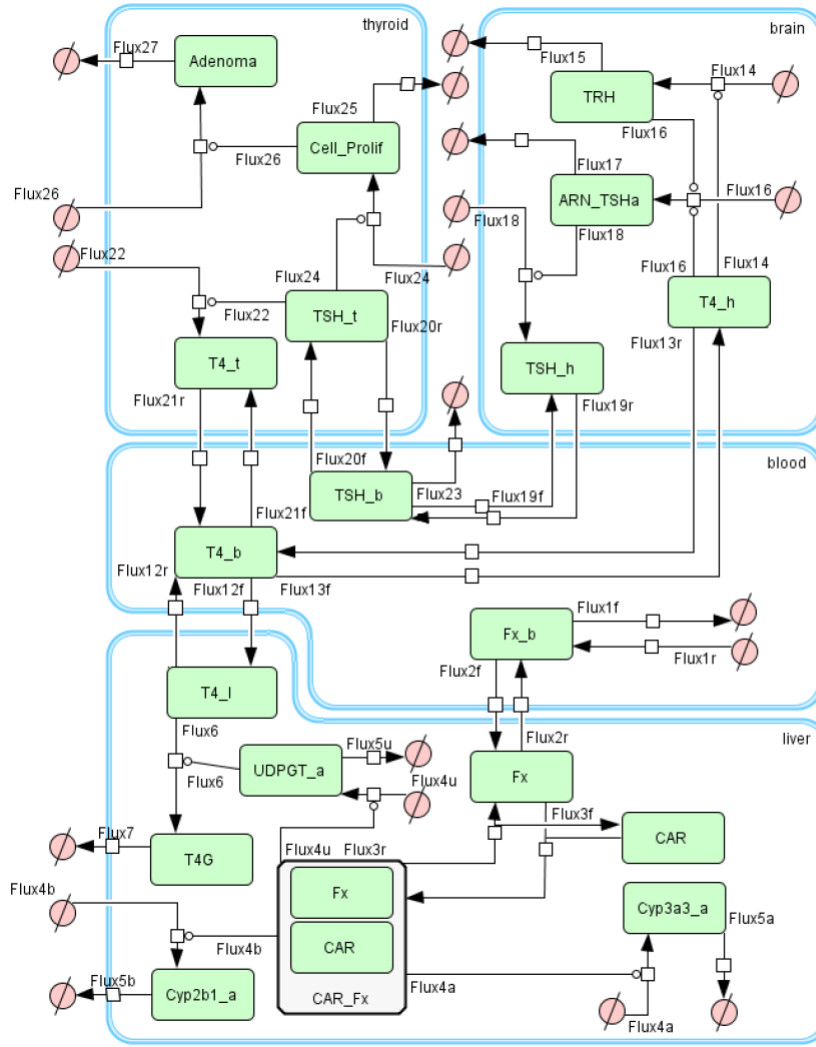 thyroid
brain
Flux27
Adenoma
Flux15
Flux14
TRH
Flux25
Flux16
Cell_Prolif
Flux26
Flux17
Flux26
ARN_TSHa
Flux16
Flux18
Flux18
Flux22
Flux24
Flux24
Flux16
Flux14
TSH_t
T4_h
Flux22
Flux20r
Flux13r
T4_t
TSH_h
Flux21r
Flux19r
Flux20f
blood
TSH_b
Flux23
Flux19f
Flux21f
T4_b
Flux12r
Flux12f
Flux13f
Fx_b
Flux1f
Flux1r
Flux2f
T4_l
Flux6
Flux2r
liver
Flux5u
UDPGT_a
Flux6
Flux4u
Fx
Flux7
Flux3f
CAR
T4G
Flux4u
Flux3r
Fx
Flux4b
Cyp3a3_a
Flux5a
CAR
Flux4b
Flux4a
Flux5b
Cyp2b1_a
CAR_Fx
Flux4a